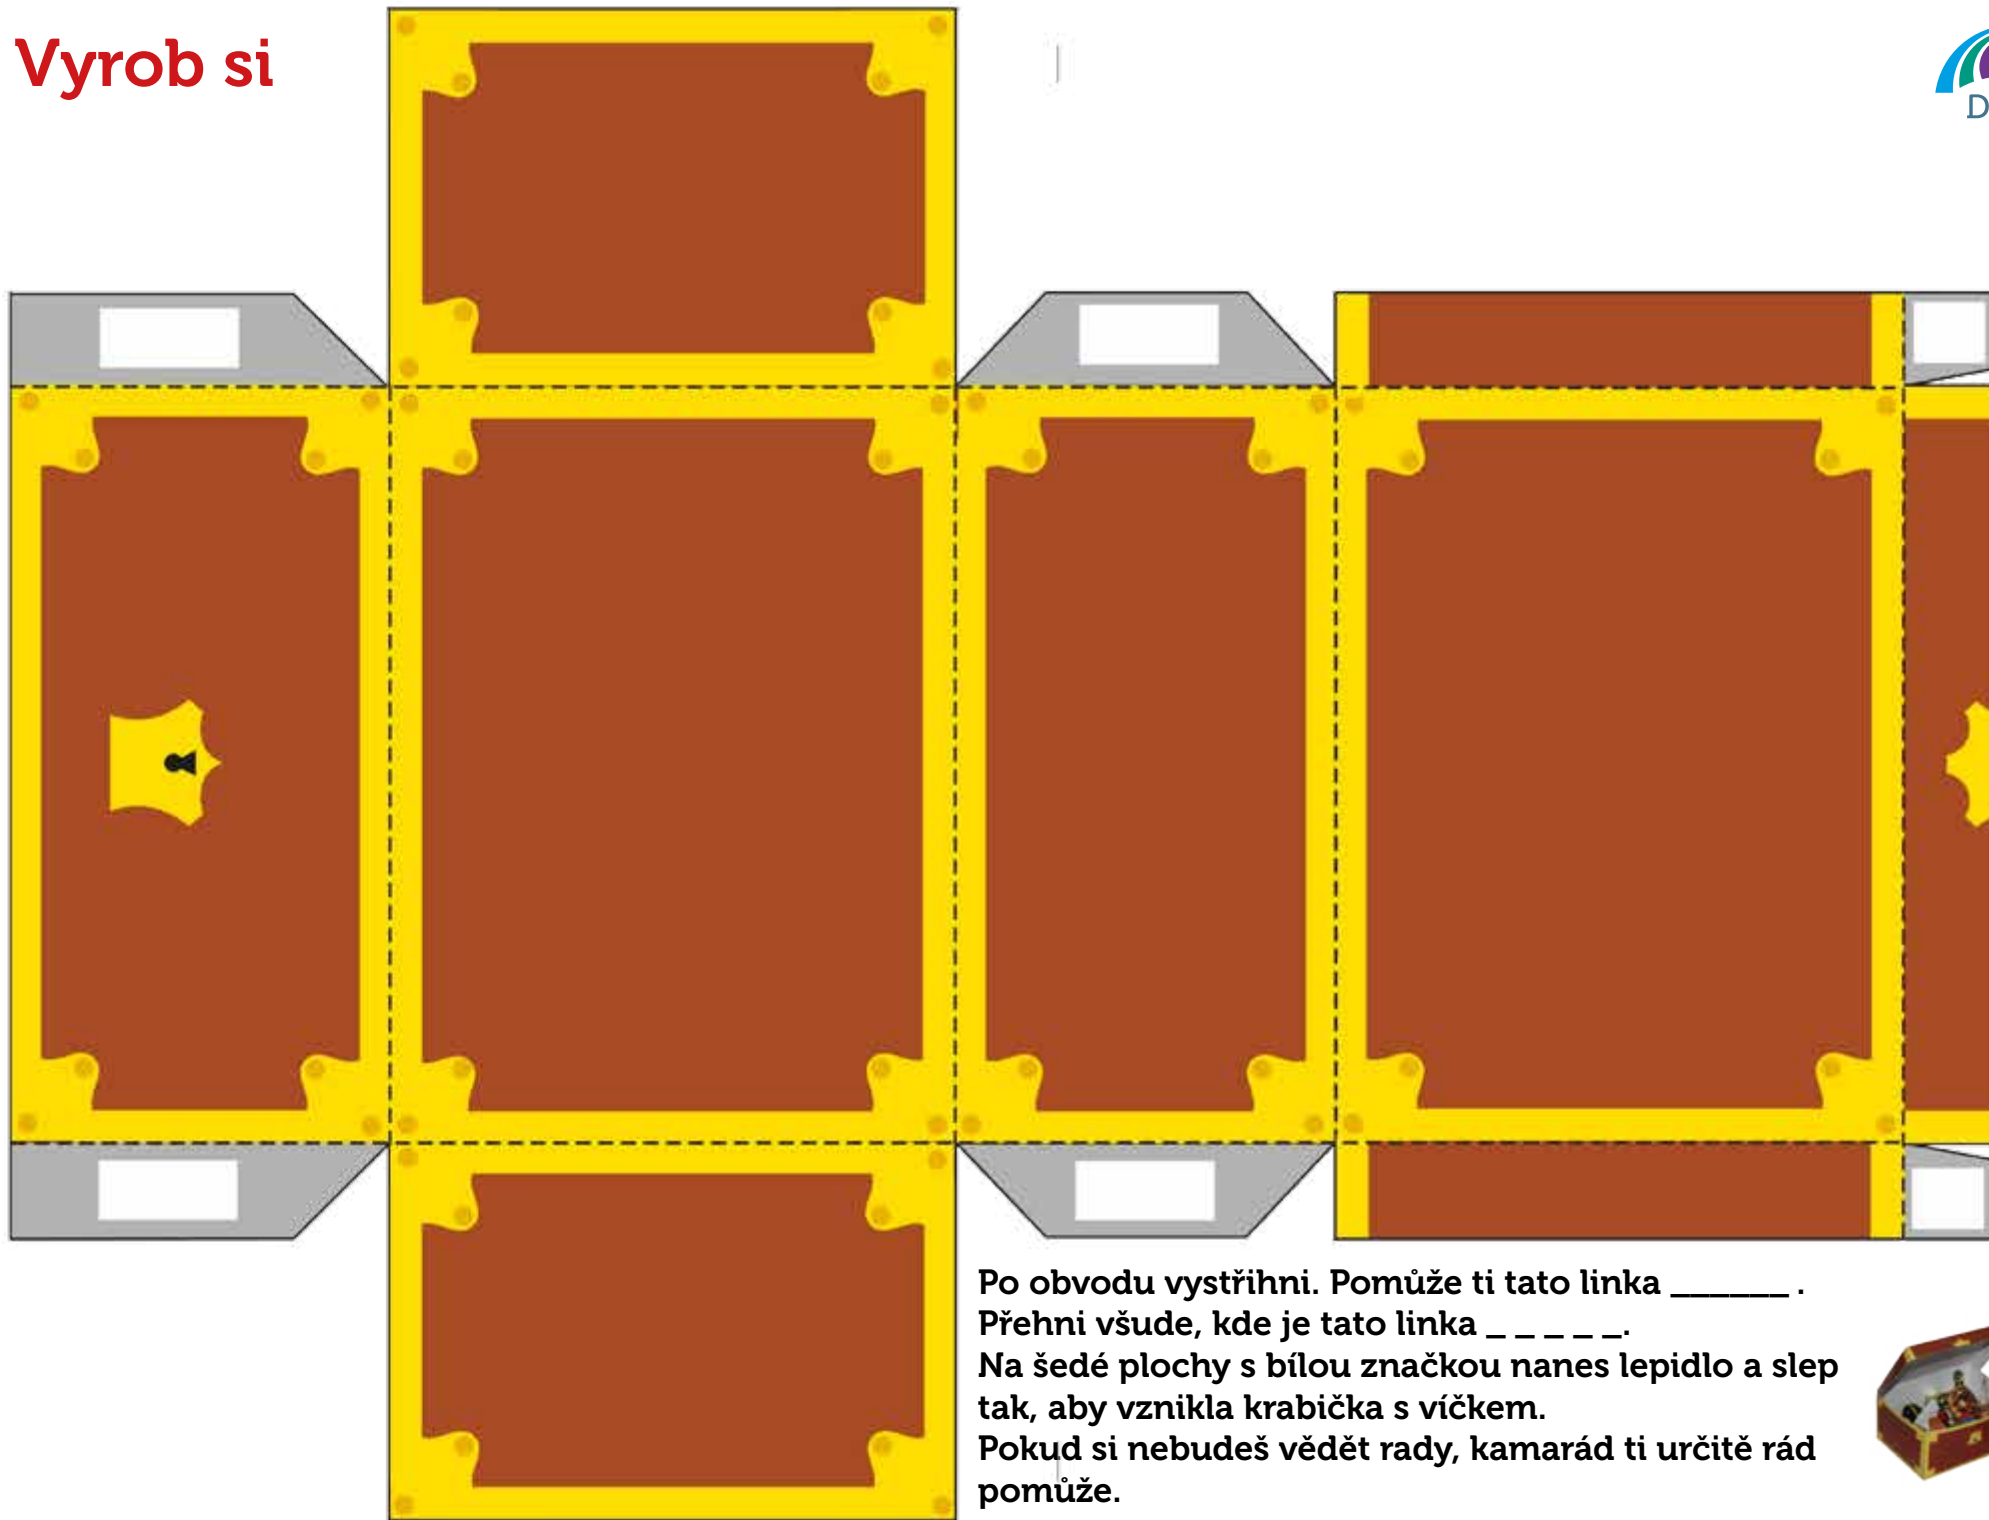 Vyrob si
D
Po obvodu vystřihni. Pomůže ti tato linka ______ .
Přehni všude, kde je tato linka _ _ _ _ _.
Na šedé plochy s bílou značkou nanes lepidlo a slep
tak, aby vznikla krabička s víčkem.
Pokud si nebudeš vědět rady, kamarád ti určitě rád
pomůže.